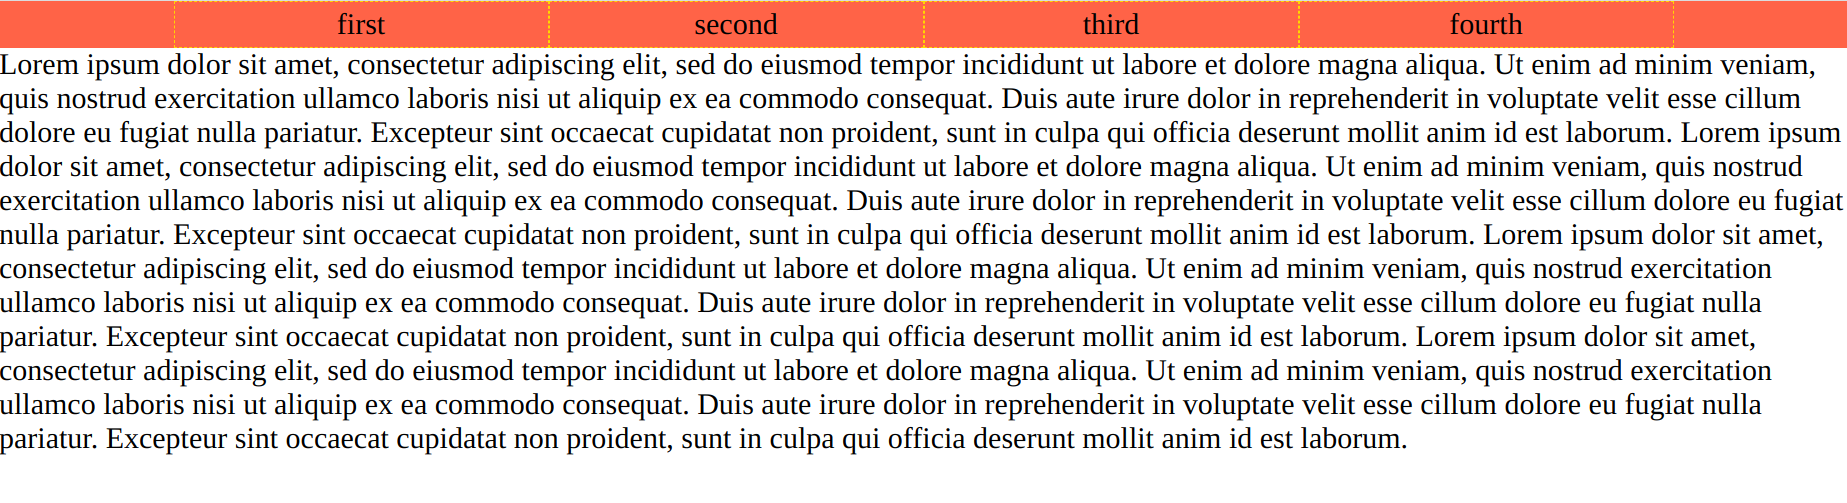 first second third fourth
Lorem ipsum dolor sit amet, consectetur adipiscing elit, sed do eiusmod tempor incididunt ut labore et dolore magna aliqua. Ut enim ad minim veniam,
quis nostrud exercitation ullamco laboris nisi ut aliquip ex ea commodo consequat. Duis aute irure dolor in reprehenderit in voluptate velit esse cillum
dolore eu fugiat nulla pariatur. Excepteur sint occaecat cupidatat non proident, sunt in culpa qui officia deserunt mollit anim id est laborum. Lorem ipsum
dolor sit amet, consectetur adipiscing elit, sed do eiusmod tempor incididunt ut labore et dolore magna aliqua. Ut enim ad minim veniam, quis nostrud
exercitation ullamco laboris nisi ut aliquip ex ea commodo consequat. Duis aute irure dolor in reprehenderit in voluptate velit esse cillum dolore eu fugiat
nulla pariatur. Excepteur sint occaecat cupidatat non proident, sunt in culpa qui officia deserunt mollit anim id est laborum. Lorem ipsum dolor sit amet,
consectetur adipiscing elit, sed do eiusmod tempor incididunt ut labore et dolore magna aliqua. Ut enim ad minim veniam, quis nostrud exercitation
ullamco laboris nisi ut aliquip ex ea commodo consequat. Duis aute irure dolor in reprehenderit in voluptate velit esse cillum dolore eu fugiat nulla
pariatur. Excepteur sint occaecat cupidatat non proident, sunt in culpa qui officia deserunt mollit anim id est laborum. Lorem ipsum dolor sit amet,
consectetur adipiscing elit, sed do eiusmod tempor incididunt ut labore et dolore magna aliqua. Ut enim ad minim veniam, quis nostrud exercitation
ullamco laboris nisi ut aliquip ex ea commodo consequat. Duis aute irure dolor in reprehenderit in voluptate velit esse cillum dolore eu fugiat nulla
pariatur. Excepteur sint occaecat cupidatat non proident, sunt in culpa qui officia deserunt mollit anim id est laborum.